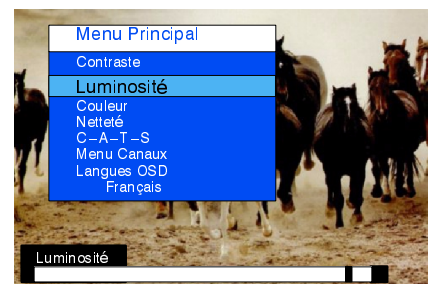 Menu Principal
Contraste
Luminosité
Couleur
Netteté
C–A–T–S
Menu Canaux
Langues OSD
Français
Luminosité